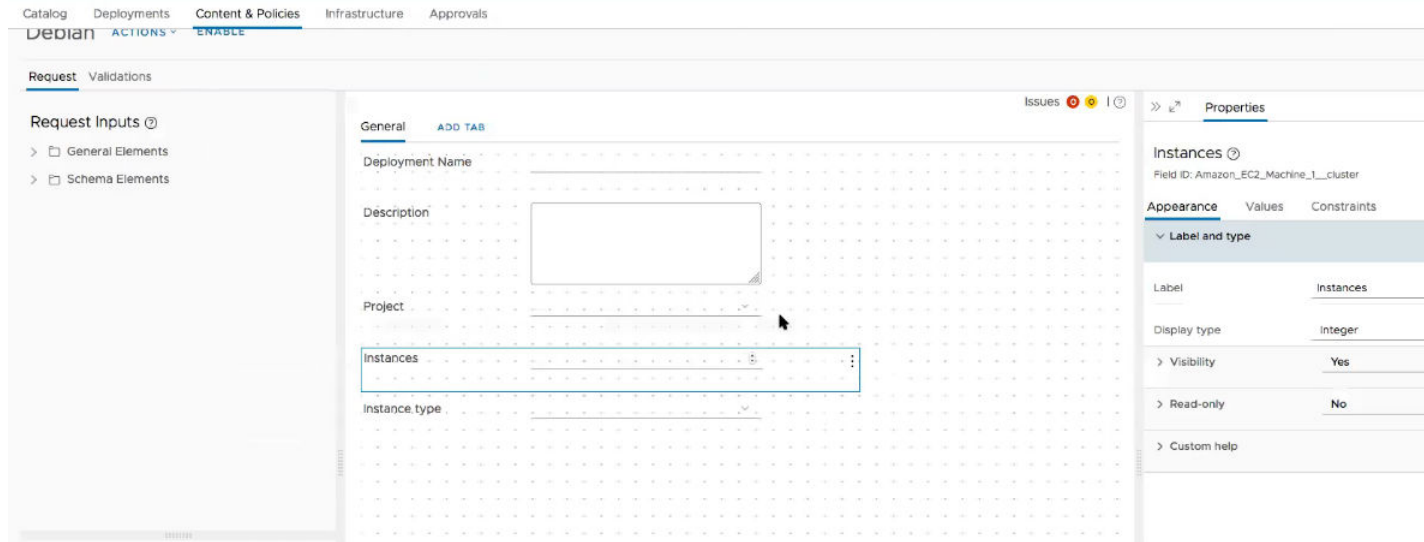 Catalog Deployments Content & Policies Infrastructure Approvals
Debian ACTIONS ENABLE
Request Validations
Request Inputs
General Elements
Schema Elements
Issues 0 0
General ADD TAB
Deployment Name
Description
Project
Instances
Instance type
Properties
Instances
Field ID: Amazon_EC2_Machine_1__cluster
Appearance Values Constraints
Label and type
Label Instances
Display type Integer
Visibility Yes
Read-only No
Custom help